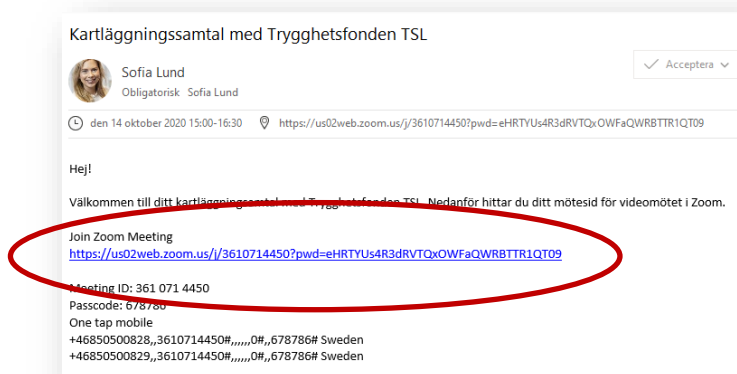 Kartläggningssamtal med Trygghetsfonden TSL
Sofia Lund
Acceptera
Obligatorisk Sofia Lund
den 14 oktober 2020 15:00-16:30 https://us02web.zoom.us/j/3610714450?pwd=eHRTYUs4R3dRVTQxOWFaQWRBTTR1QT09
Hej!
Välkommen till ditt kartläggningsamtal med Trygghetsfonden TSL. Nedanför hittar du ditt mötesid för videomötet i Zoom.
Join Zoom Meeting
https://us02web.zoom.us/j/3610714450?pwd=eHRTYUs4R3dRVTQxOWFaQWRBTTR1QT09
Meeting ID: 361 071 4450
Passcode: 678786
One tap mobile
+46850500828,,3610714450#,,,,,,0#,,678786# Sweden
+46850500829,,3610714450#,,,,,,0#,,678786# Sweden